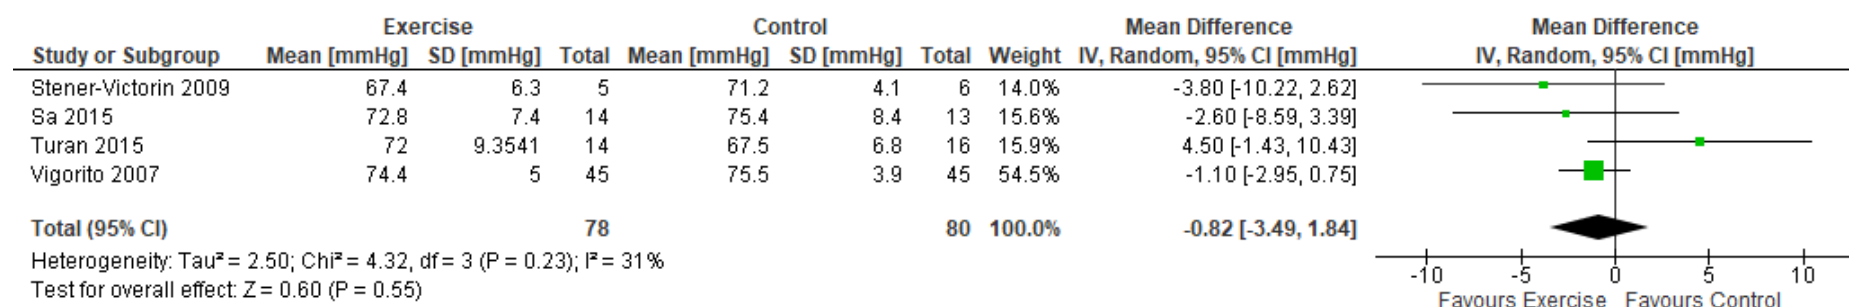 Exercise Control Mean Difference Mean Difference
Study or Subgroup Mean [mmHg] SD [mmHg] Total Mean [mmHg] SD [mmHg] Total Weight IV, Random, 95% CI [mmHg] IV, Random, 95% CI [mmHg]
Stener-Victorin 2009 67.4 6.3 5 71.2 4.1 6 14.0% -3.80 [-10.22, 2.62]
Sa 2015 72.8 7.4 14 75.4 8.4 13 15.6% -2.60 [-8.59, 3.39]
Turan 2015 72 9.3541 14 67.5 6.8 16 15.9% 4.50 [-1.43, 10.43]
Vigorito 2007 74.4 5 45 75.5 3.9 45 54.5% -1.10 [-2.95, 0.75]
Total (95% CI) 78 80 100.0% -0.82 [-3.49, 1.84]
Heterogeneity: Tau² = 2.50; Chi² = 4.32, df = 3 (P = 0.23); I² = 31%
Test for overall effect: Z = 0.60 (P = 0.55)
-10 -5 0 5 10
Favours Exercise Favours Control